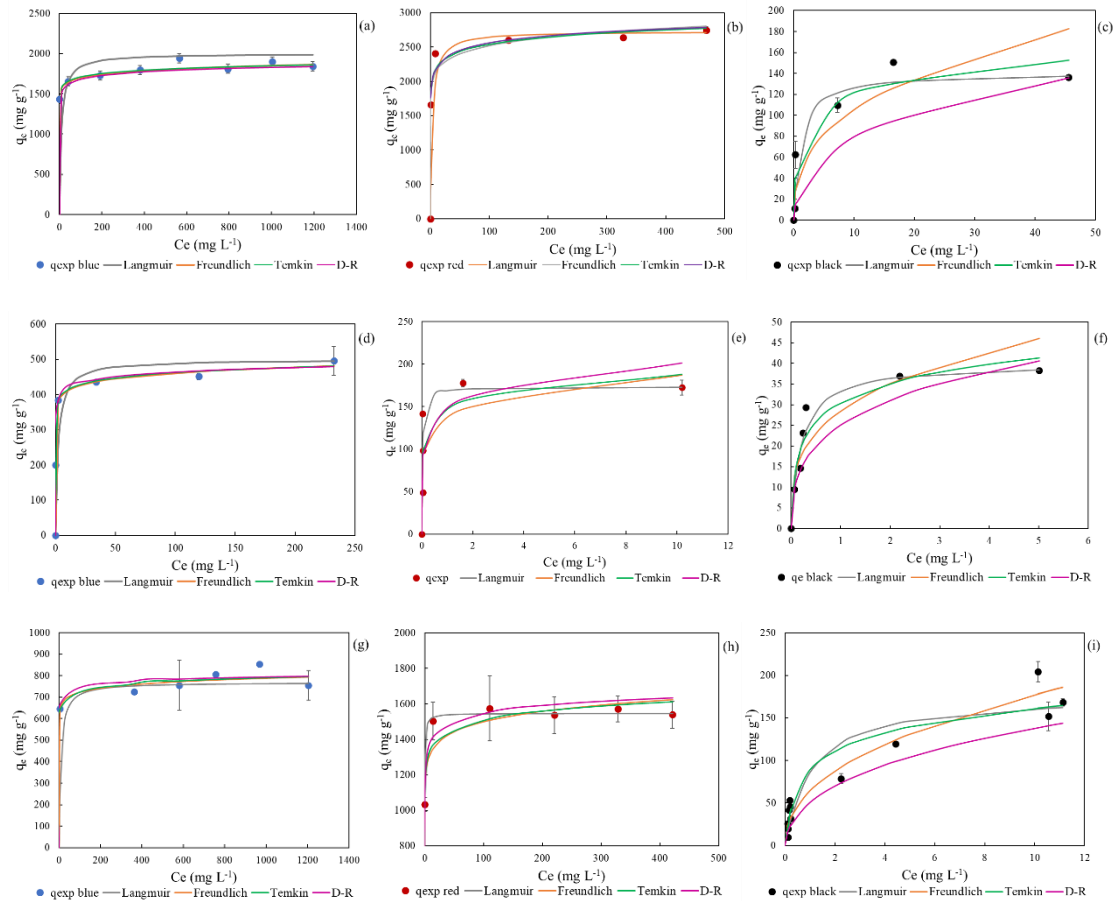 (a)
2500
2000
1500
1000
500
0
qe (mg g⁻¹)
0 200 400 600 800 1000 1200 1400
Ce (mg L⁻¹)
qexp blue Langmuir Freundlich Temkin D-R
(b)
3000
2500
2000
1500
1000
500
0
qe (mg g⁻¹)
0 100 200 300 400 500
Ce (mg L⁻¹)
qexp red Langmuir Freundlich Temkin D-R
(c)
200
180
160
140
120
100
80
60
40
20
0
qe (mg g⁻¹)
0 10 20 30 40 50
Ce (mg L⁻¹)
qexp black Langmuir Freundlich Temkin D-R
(d)
600
500
400
300
200
100
0
qe (mg g⁻¹)
0 50 100 150 200 250
Ce (mg L⁻¹)
qexp blue Langmuir Freundlich Temkin D-R
(e)
250
200
150
100
50
0
qe (mg g⁻¹)
0 2 4 6 8 10 12
Ce (mg L⁻¹)
qexp Langmuir Freundlich Temkin D-R
(f)
50
45
40
35
30
25
20
15
10
5
0
qe (mg g⁻¹)
0 1 2 3 4 5 6
Ce (mg L⁻¹)
qe black Langmuir Freundlich Temkin D-R
(g)
1000
900
800
700
600
500
400
300
200
100
0
qe (mg g⁻¹)
0 200 400 600 800 1000 1200 1400
Ce (mg L⁻¹)
qexp blue Langmuir Freundlich Temkin D-R
(h)
2000
1800
1600
1400
1200
1000
800
qe (mg g⁻¹)
0 100 200 300 400 500
Ce (mg L⁻¹)
qexp red Langmuir Freundlich Temkin D-R
(i)
250
200
150
100
50
0
qe (mg g⁻¹)
0 2 4 6 8 10 12
Ce (mg L⁻¹)
qexp black Langmuir Freundlich Temkin D-R